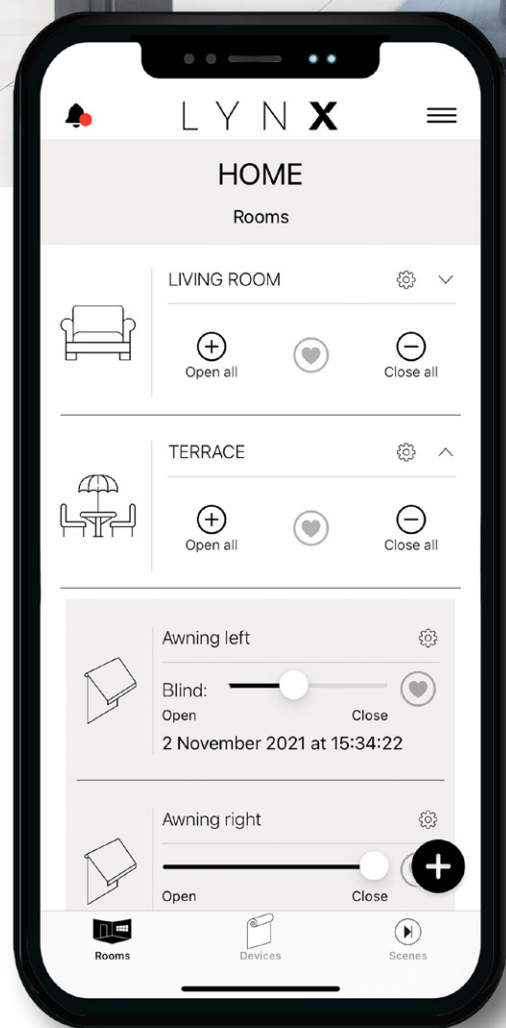 LYNX
HOME
Rooms
LIVING ROOM
Open all
Close all
TERRACE
Open all
Close all
Awning left
Blind:
Open
Close
2 November 2021 at 15:34:22
Awning right
Open
Close
Rooms
Devices
Scenes